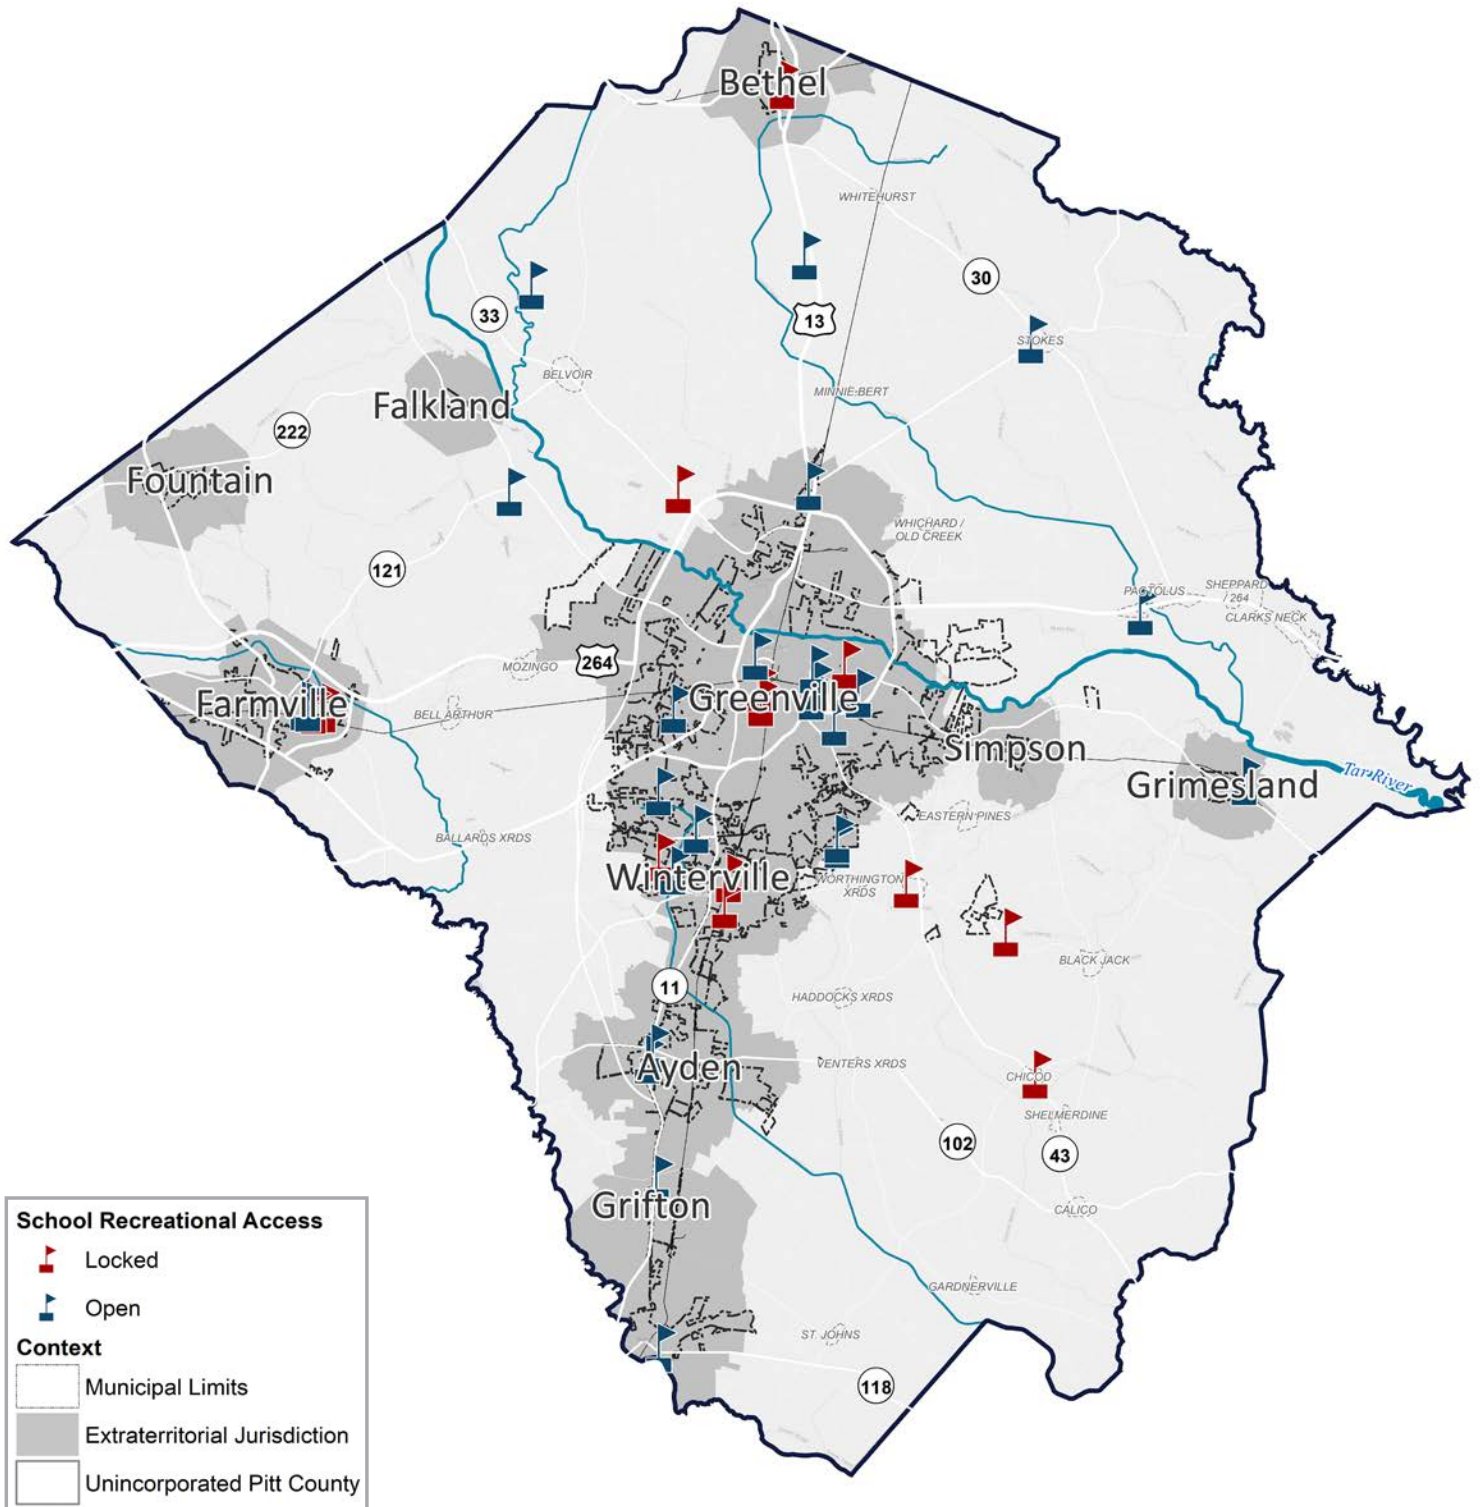 Bethel
WHITEHURST
30
33
13
STOKES
BELVOIR
MINNIE-BERT
Falkland
222
Fountain
WHICHARD /
OLD CREEK
121
PACTOLUS
SHEPPARD
/ 264
CLARKS NECK
MOZINGO
264
Farmville
BELL ARTHUR
Greenville
Simpson
Grimesland
Tar River
EASTERN PINES
BALLARDS XRDS
Winterville
WORTHINGTON
XRDS
BLACK JACK
11
HADDOCKS XRDS
Ayden
VENTERS XRDS
CHICOD
SHELMERDINE
102
43
Grifton
CALICO
GARDNERVILLE
ST. JOHNS
118
School Recreational Access
Locked
Open
Context
Municipal Limits
Extraterritorial Jurisdiction
Unincorporated Pitt County